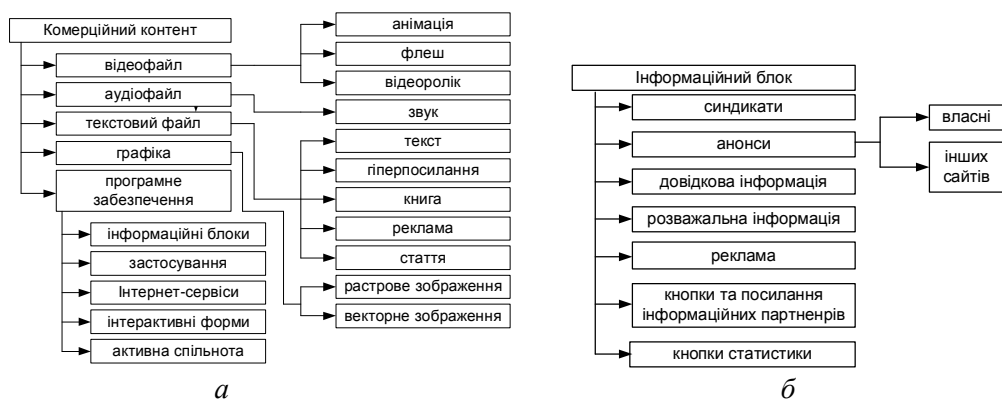 Комерційний контент
відеофайл
аудіофайл
текстовий файл
графіка
програмне
забезпечення
інформаційні блоки
застосування
Інтернет-сервіси
інтерактивні форми
активна спільнота
анімація
флеш
відеоролік
звук
текст
гіперпосилання
книга
реклама
стаття
растрове зображення
векторне зображення
а
Інформаційний блок
синдикати
анонси
довідкова інформація
розважальна інформація
реклама
кнопки та посилання
інформаційних партненрів
кнопки статистики
власні
інших
сайтів
б